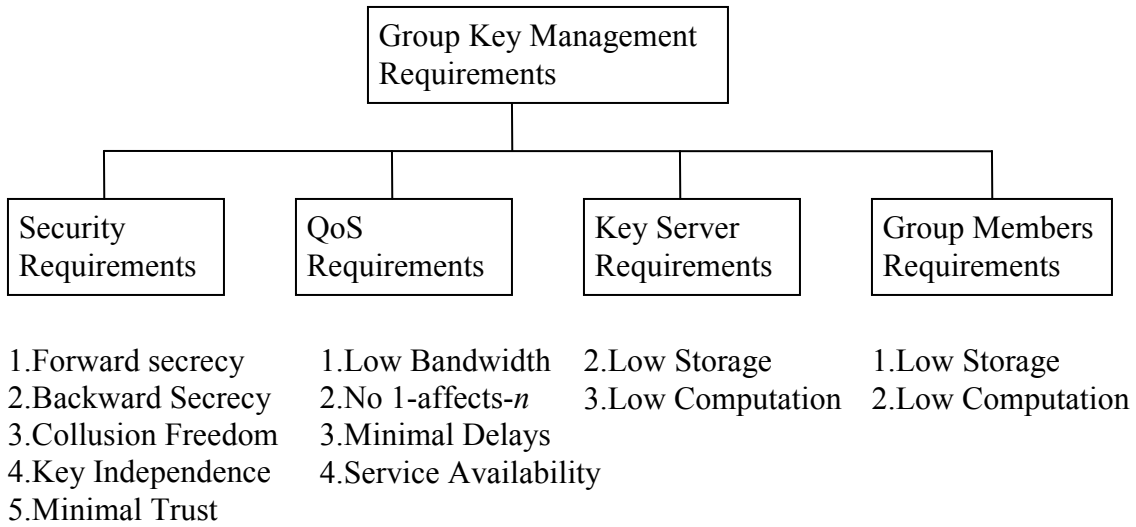 Group Key Management
Requirements
Security
Requirements
QoS
Requirements
Key Server
Requirements
Group Members
Requirements
1.Forward secrecy
2.Backward Secrecy
3.Collusion Freedom
4.Key Independence
5.Minimal Trust
1.Low Bandwidth
2.No 1-affects-n
3.Minimal Delays
4.Service Availability
2.Low Storage
3.Low Computation
1.Low Storage
2.Low Computation